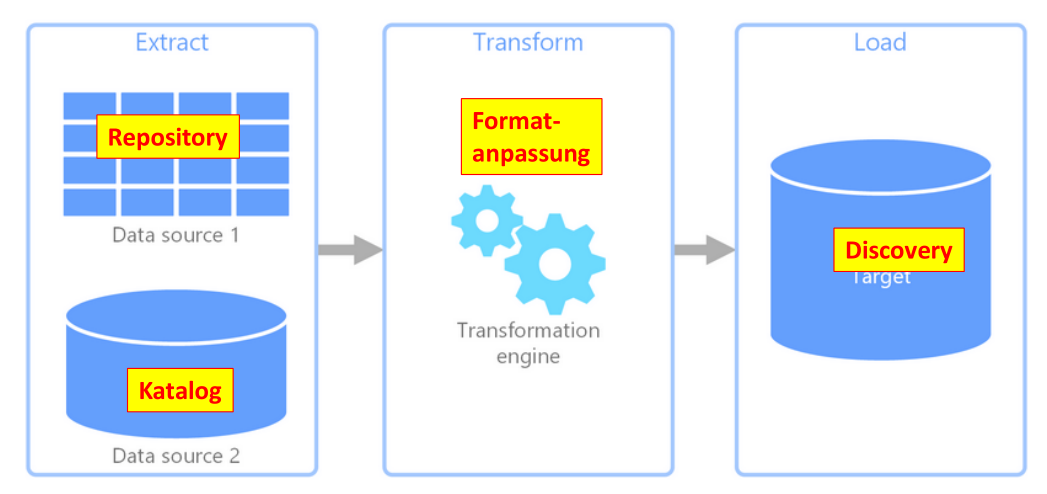 Extract
Repository
Data source 1
Katalog
Data source 2
Transform
Format-
anpassung
Transformation
engine
Load
Discovery
Target